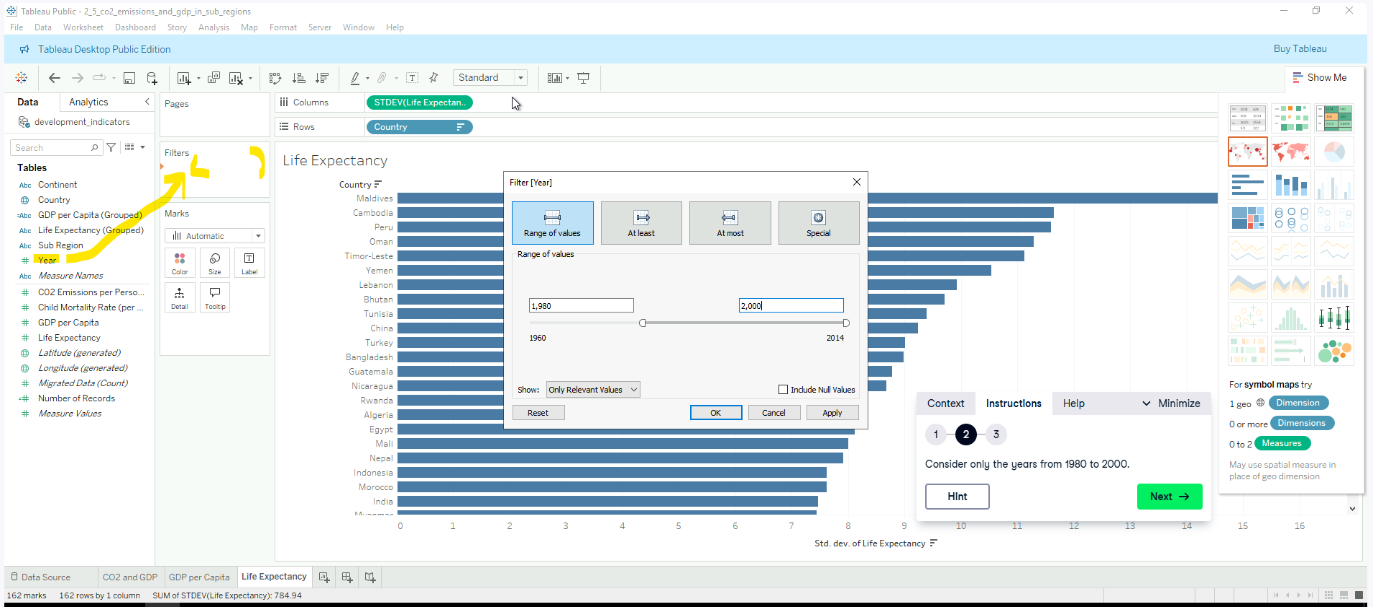 Tableau Public - 2_5_co2_emissions_and_gdp_in_sub_regions
File Data Worksheet Dashboard Story Analysis Map Format Server Window Help
Tableau Desktop Public Edition
Buy Tableau
Standard
Show Me
Data
Analytics
development_indicators
Search
Tables
Abc Continent
Country
=Abc GDP per Capita (Grouped)
Abc Life Expectancy (Grouped)
Abc Sub Region
# Year
Abc Measure Names
# CO2 Emissions per Perso...
# Child Mortality Rate (per ...
# GDP per Capita
# Life Expectancy
Latitude (generated)
Longitude (generated)
# Migrated Data (Count)
=# Number of Records
# Measure Values
Pages
Filters
Marks
Automatic
Color
Size
Label
Detail
Tooltip
Columns
STDEV(Life Expectan..
Rows
Country
Life Expectancy
Country
Maldives
Cambodia
Peru
Oman
Timor-Leste
Yemen
Lebanon
Bhutan
Tunisia
China
Turkey
Bangladesh
Guatemala
Nicaragua
Rwanda
Algeria
Egypt
Mali
Nepal
Indonesia
Morocco
India
Myanmar
0 1 2 3 4 5 6 7 8 9 10 11 12 13 14 15 16
Std. dev. of Life Expectancy
Filter [Year]
Range of values
At least
At most
Special
Range of values
1,980
2,000
1960
2014
Show:
Only Relevant Values
Include Null Values
Reset
OK
Cancel
Apply
Context
Instructions
Help
Minimize
1
2
3
Consider only the years from 1980 to 2000.
Hint
Next →
For symbol maps try
1 geo Dimension
0 or more Dimensions
0 to 2 Measures
May use spatial measure in
place of geo dimension
Data Source
CO2 and GDP
GDP per Capita
Life Expectancy
162 marks
162 rows by 1 column
SUM of STDEV(Life Expectancy): 784.94